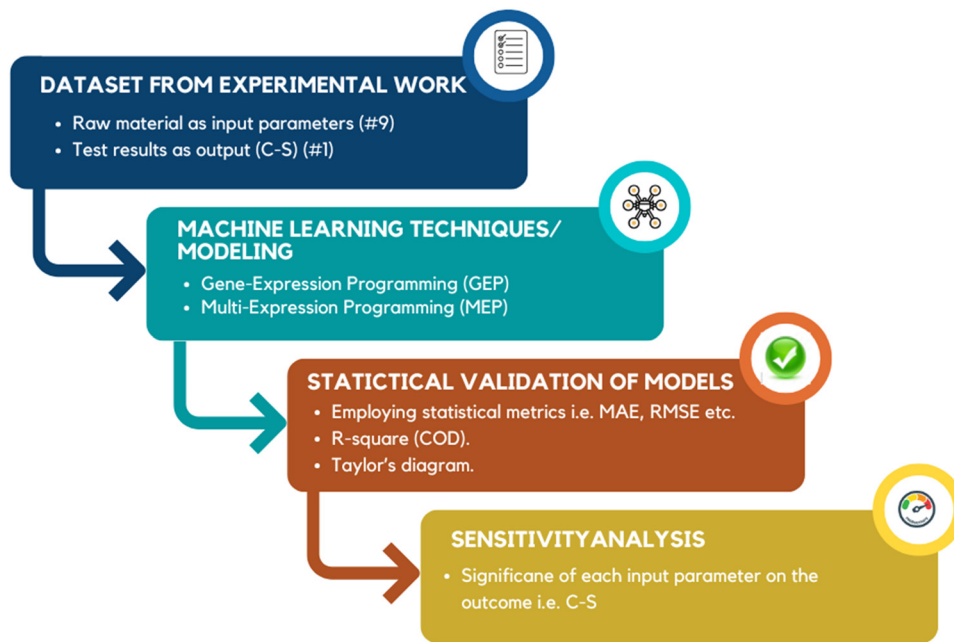 DATASET FROM EXPERIMENTAL WORK
• Raw material as input parameters (#9)
• Test results as output (C-S) (#1)
MACHINE LEARNING TECHNIQUES/
MODELING
• Gene-Expression Programming (GEP)
• Multi-Expression Programming (MEP)
STATICTICAL VALIDATION OF MODELS
• Employing statistical metrics i.e. MAE, RMSE etc.
• R-square (COD).
• Taylor's diagram.
SENSITIVITYANALYSIS
• Significane of each input parameter on the
outcome i.e. C-S